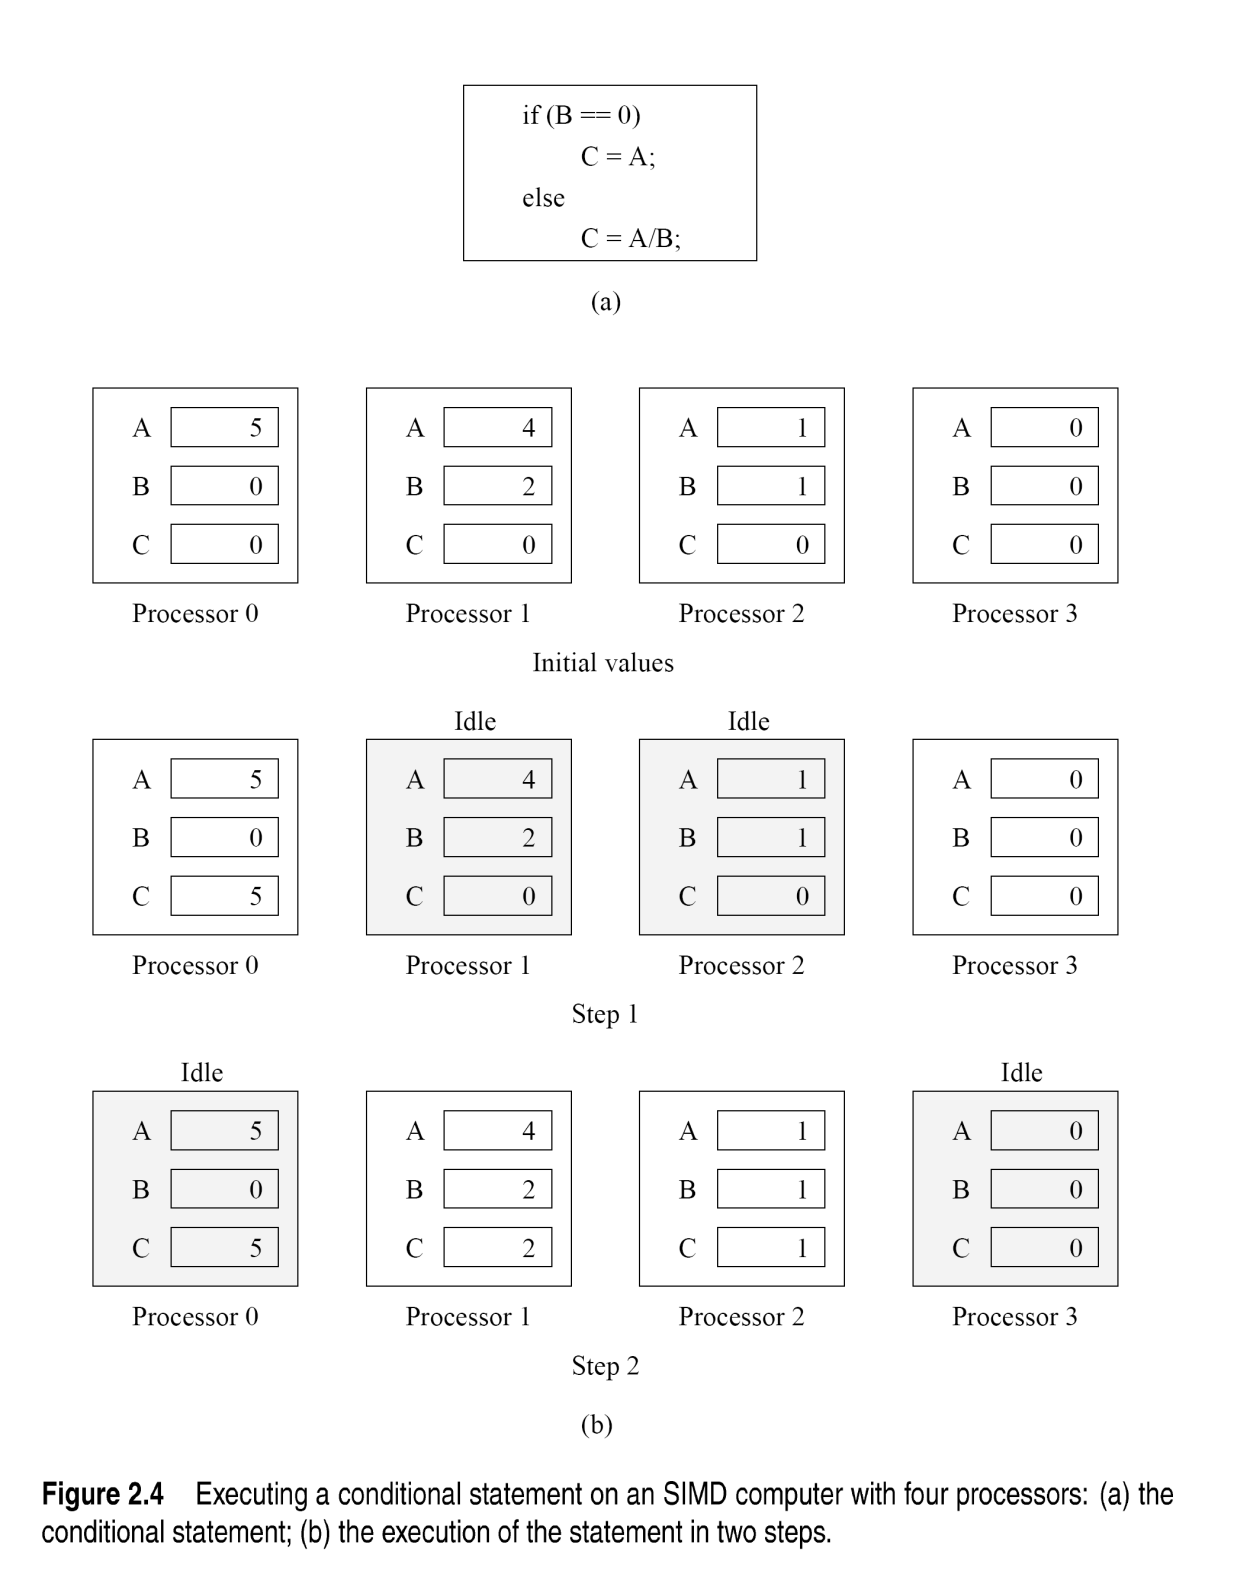 if (B == 0)
C = A;
else
C = A/B;
(a)
A 5 A 4 A 1 A 0
B 0 B 2 B 1 B 0
C 0 C 0 C 0 C 0
Processor 0 Processor 1 Processor 2 Processor 3
Initial values
Idle Idle
A 5 A 4 A 1 A 0
B 0 B 2 B 1 B 0
C 5 C 0 C 0 C 0
Processor 0 Processor 1 Processor 2 Processor 3
Step 1
Idle Idle
A 5 A 4 A 1 A 0
B 0 B 2 B 1 B 0
C 5 C 2 C 1 C 0
Processor 0 Processor 1 Processor 2 Processor 3
Step 2
(b)
Figure 2.4 Executing a conditional statement on an SIMD computer with four processors: (a) the
conditional statement; (b) the execution of the statement in two steps.